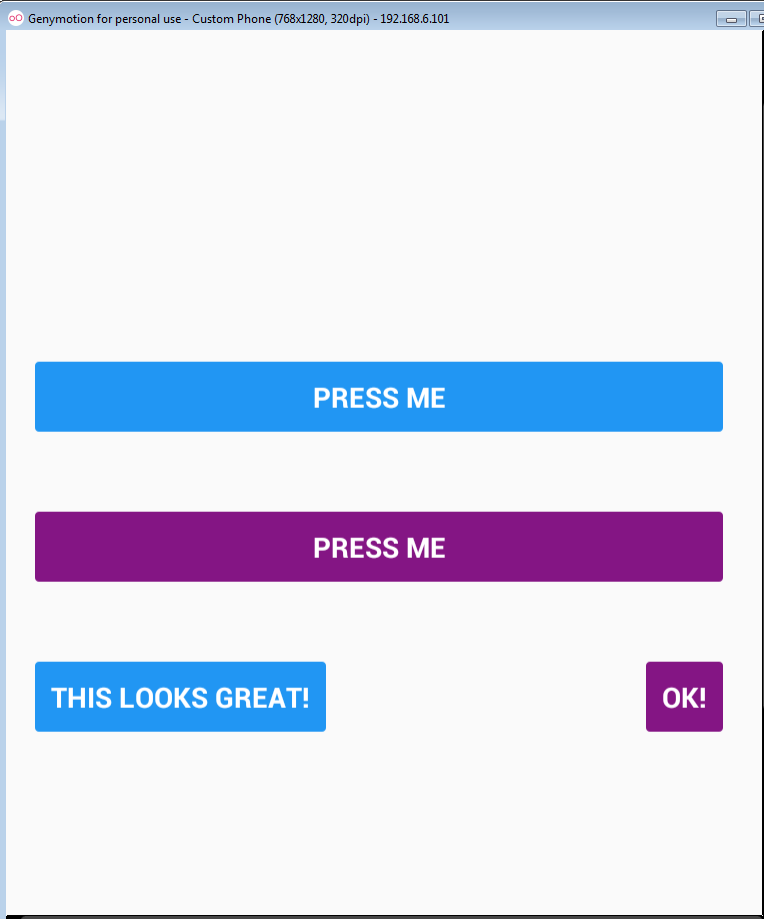 Genymotion for personal use - Custom Phone (768x1280, 320dpi) - 192.168.6.101
PRESS ME
PRESS ME
THIS LOOKS GREAT! OK!